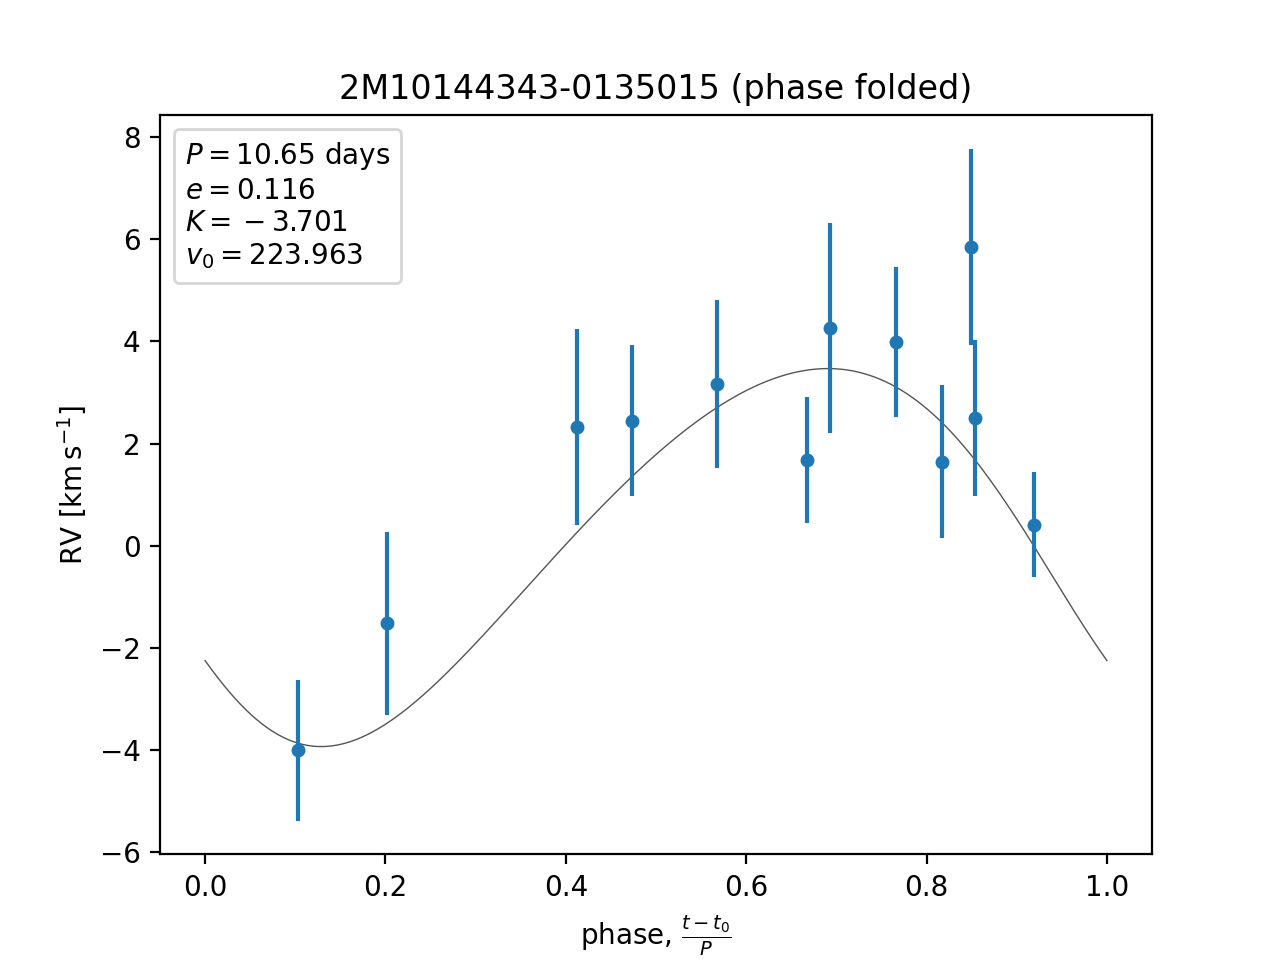 2M10144343-0135015 (phase folded)
P = 10.65 days
e = 0.116
K = −3.701
v₀ = 223.963
RV [km s⁻¹]
8
6
4
2
0
−2
−4
−6
0.0 0.2 0.4 0.6 0.8 1.0
phase, (t − t₀)/P